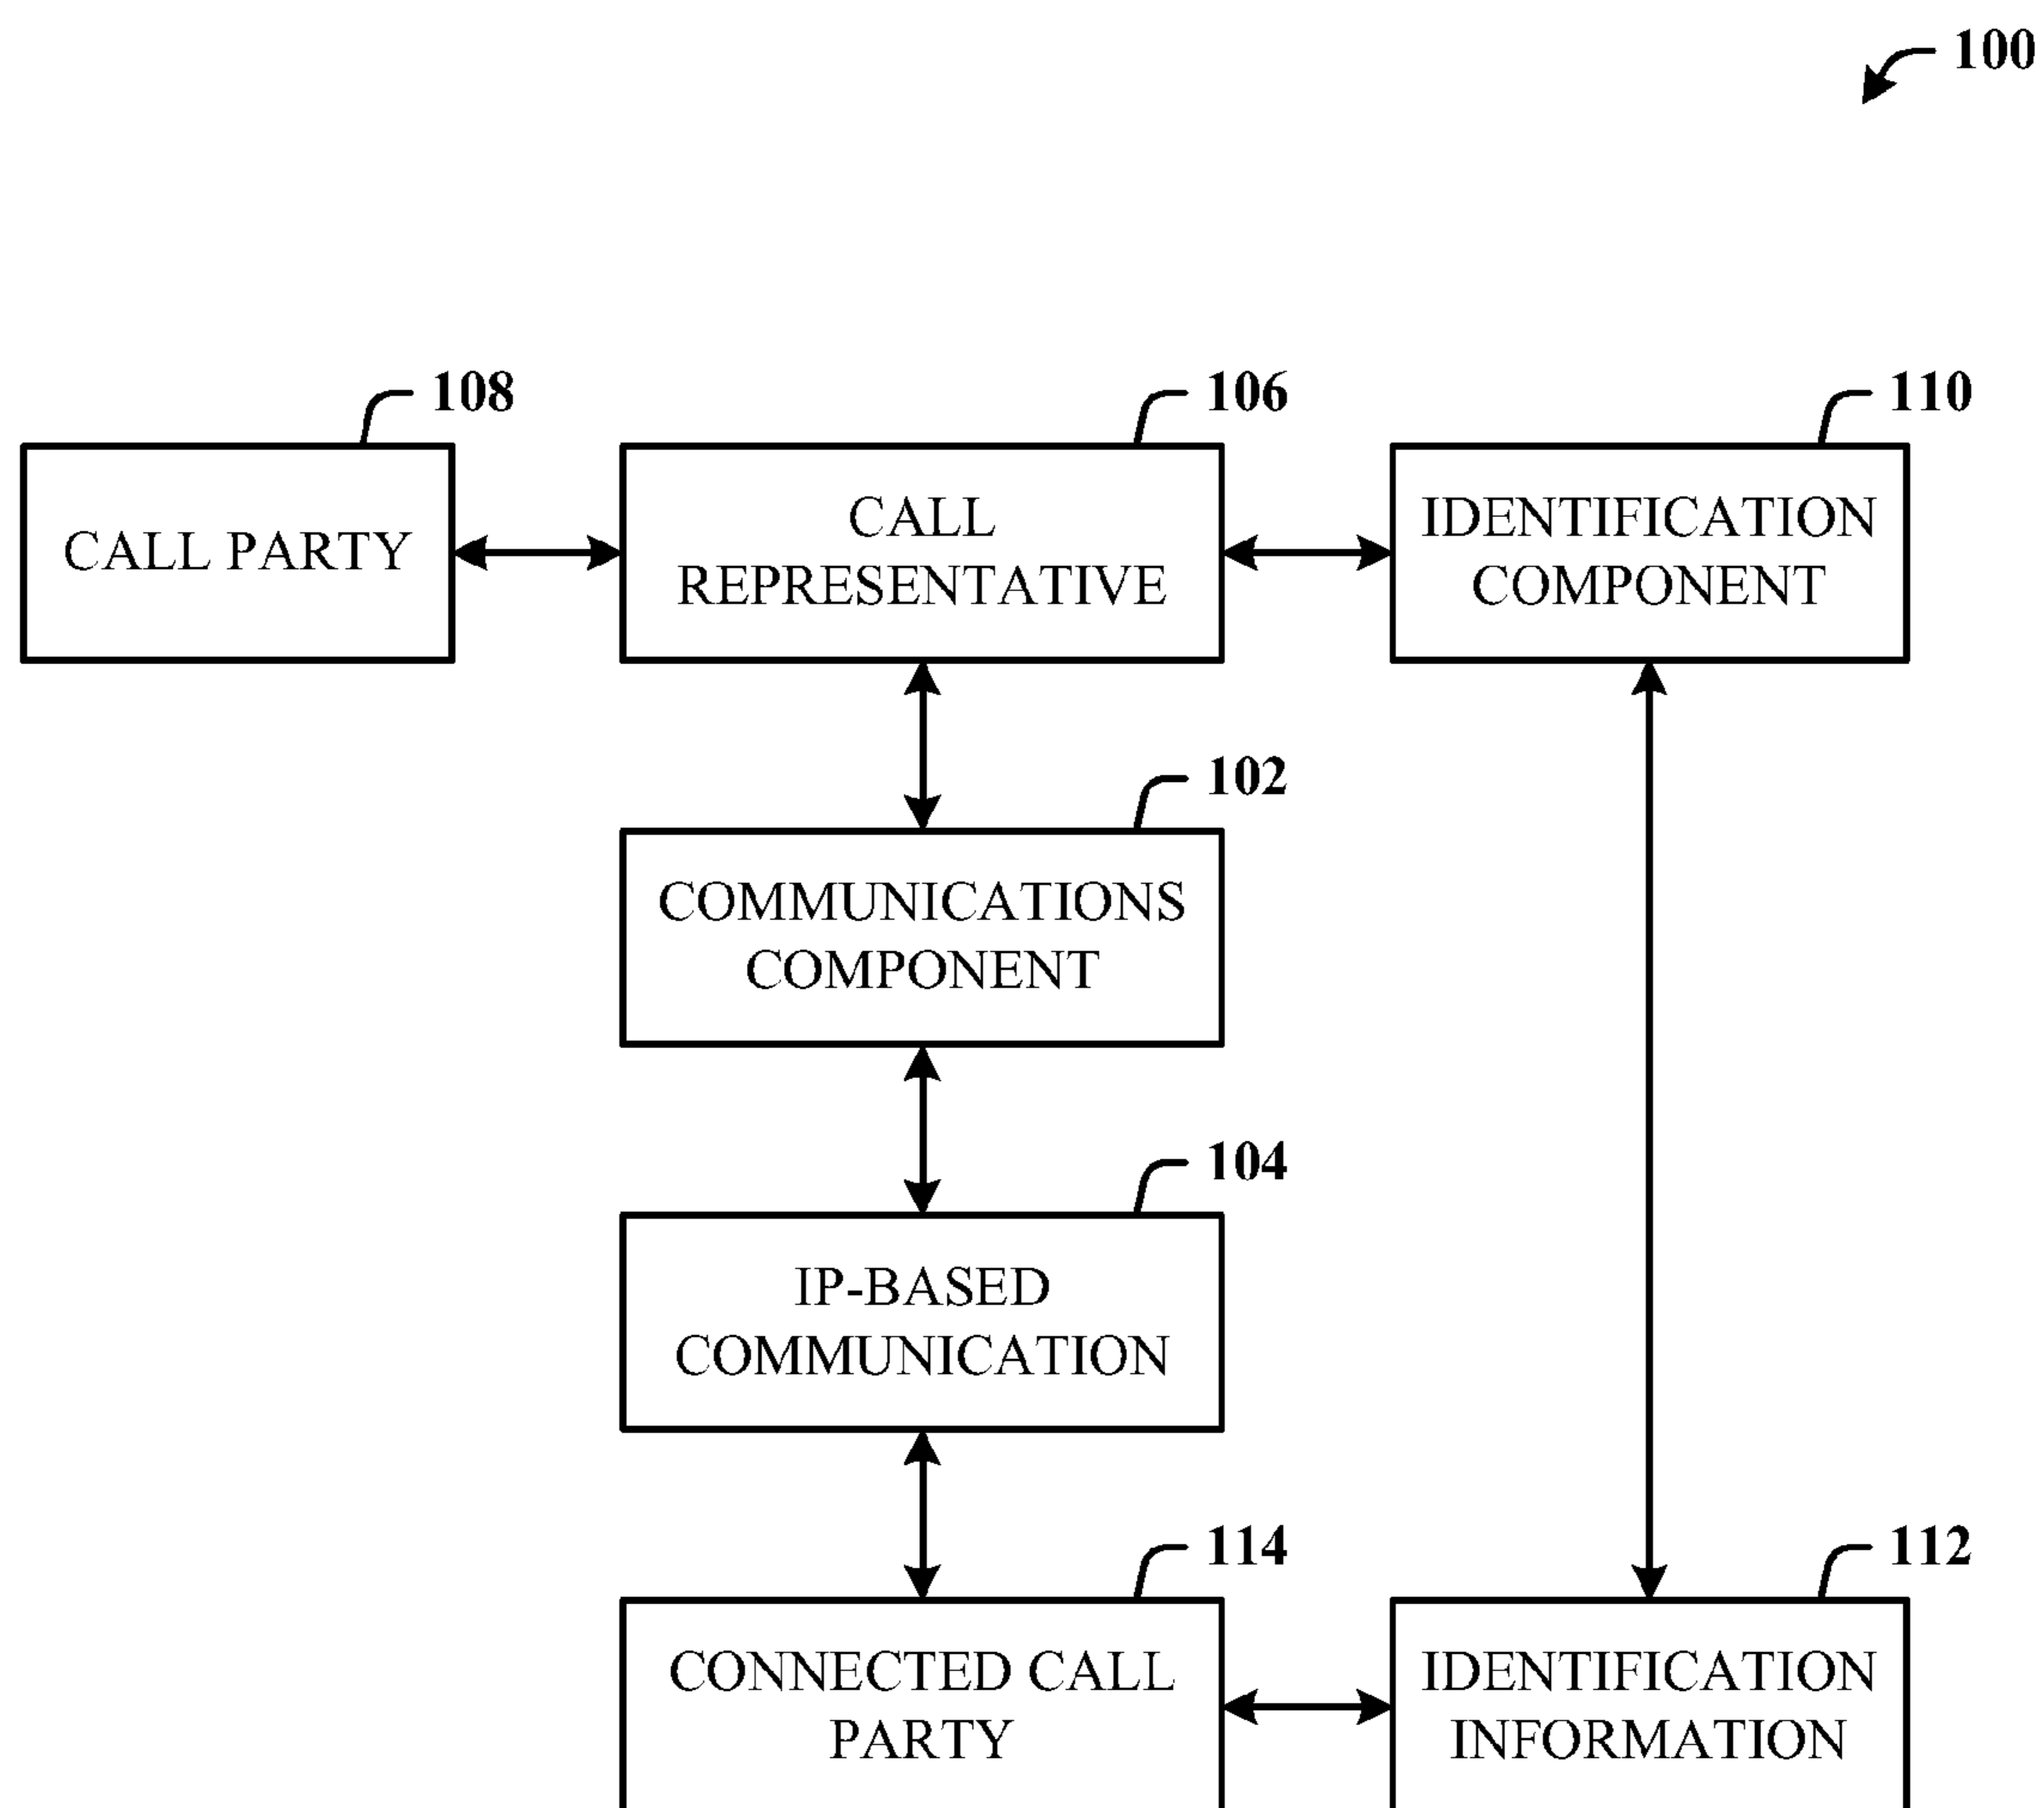 100
108
106
110
CALL PARTY
CALL
REPRESENTATIVE
IDENTIFICATION
COMPONENT
102
COMMUNICATIONS
COMPONENT
104
IP-BASED
COMMUNICATION
114
112
CONNECTED CALL
PARTY
IDENTIFICATION
INFORMATION